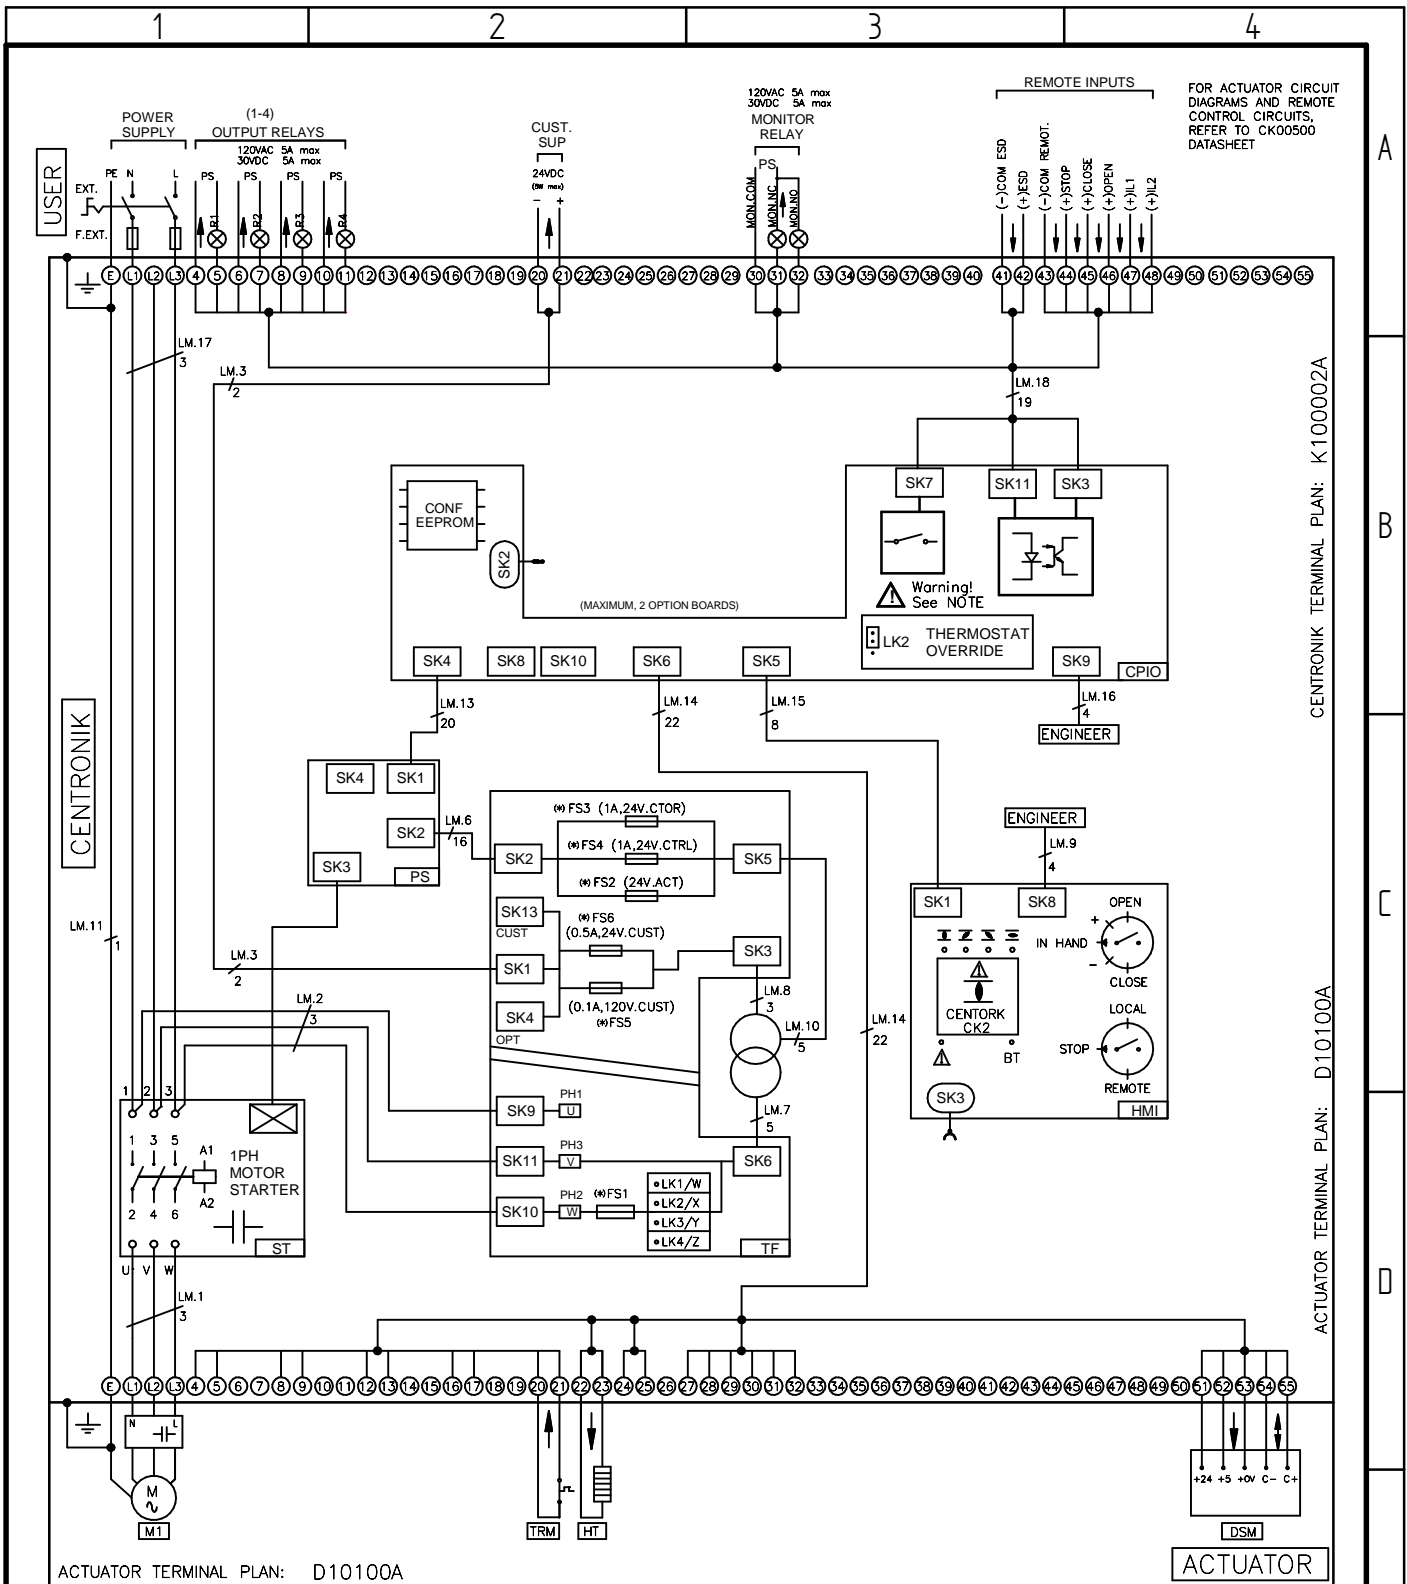 1 2 3 4
A
B
C
D
USER
CENTRONIK
POWER
SUPPLY
(1-4)
OUTPUT RELAYS
120VAC 5A max
30VDC 5A max
CUST.
SUP
24VDC
(5W max)
- +
120VAC 5A max
30VDC 5A max
MONITOR
RELAY
PS
REMOTE INPUTS
FOR ACTUATOR CIRCUIT
DIAGRAMS AND REMOTE
CONTROL CIRCUITS,
REFER TO CK00500
DATASHEET
PE N L
EXT.
F.EXT.
PS R1 PS R2 PS R3 PS R4
MON.COM
MON.NC
MON.NO
(-)COM ESD
(+)ESD
(-)COM REMOT.
(+)STOP
(+)CLOSE
(+)OPEN
(+)IL1
(+)IL2
E L1 L2 L3 4 5 6 7 8 9 10 11 12 13 14 15 16 17 18 19 20 21 22 23 24 25 26 27 28 29 30 31 32 33 34 35 36 37 38 39 40 41 42 43 44 45 46 47 48 49 50 51 52 53 54 55
LM.17
3
LM.3
2
LM.18
19
CENTRONIK TERMINAL PLAN: K100002A
CONF
EEPROM
SK2
SK7 SK11 SK3
(MAXIMUM, 2 OPTION BOARDS)
Warning!
See NOTE
LK2 THERMOSTAT
OVERRIDE
SK4 SK8 SK10 SK6 SK5 SK9
CPIO
LM.13
20
LM.14
22
LM.15
8
LM.16
4
ENGINEER
SK4 SK1
SK2
SK3
PS
LM.6
16
(*) FS3 (1A,24V.CTOR)
(*)FS4 (1A,24V.CTRL)
(*) FS2 (24V.ACT)
SK2 SK5
SK13
CUST
(*) FS6
(0.5A,24V.CUST)
SK1
SK3
SK4
OPT
(0.1A,120V.CUST)
(*)FS5
LM.8
3
LM.10
5
LM.7
5
SK9 PH1
U
SK11 PH3
V
SK6
SK10 PH2
W
(*)FS1
LK1/W
LK2/X
LK3/Y
LK4/Z
TF
LM.11
1
LM.3
2
LM.2
3
LM.14
22
ENGINEER
LM.9
4
SK1 SK8
OPEN
+
IN HAND
-
CLOSE
CENTORK
CK2
BT
LOCAL
STOP
REMOTE
SK3
HMI
ACTUATOR TERMINAL PLAN: D10100A
1 2 3
1 3 5
A1
A2
2 4 6
1PH
MOTOR
STARTER
ST
U V W
LM.1
3
E L1 L2 L3 4 5 6 7 8 9 10 11 12 13 14 15 16 17 18 19 20 21 22 23 24 25 26 27 28 29 30 31 32 33 34 35 36 37 38 39 40 41 42 43 44 45 46 47 48 49 50 51 52 53 54 55
N L
M
M1
TRM
HT
+24 +5 +0V C- C+
DSM
ACTUATOR
ACTUATOR TERMINAL PLAN: D10100A